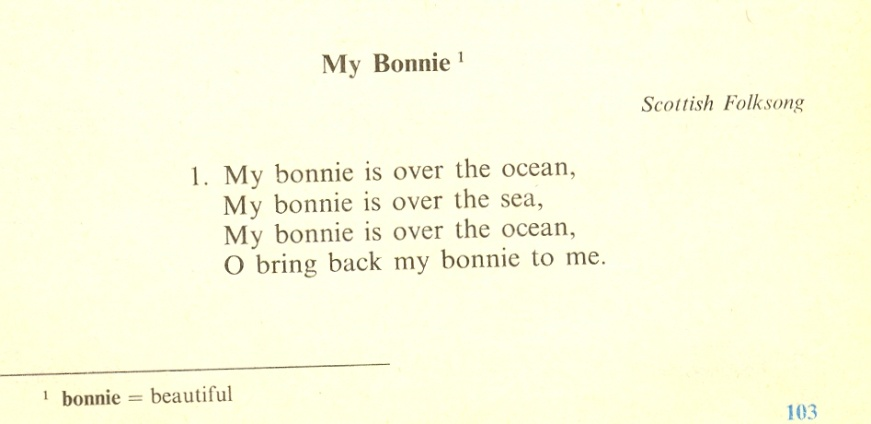 My Bonnie ¹
Scottish Folksong
1. My bonnie is over the ocean,
My bonnie is over the sea,
My bonnie is over the ocean,
O bring back my bonnie to me.
¹ bonnie = beautiful
103